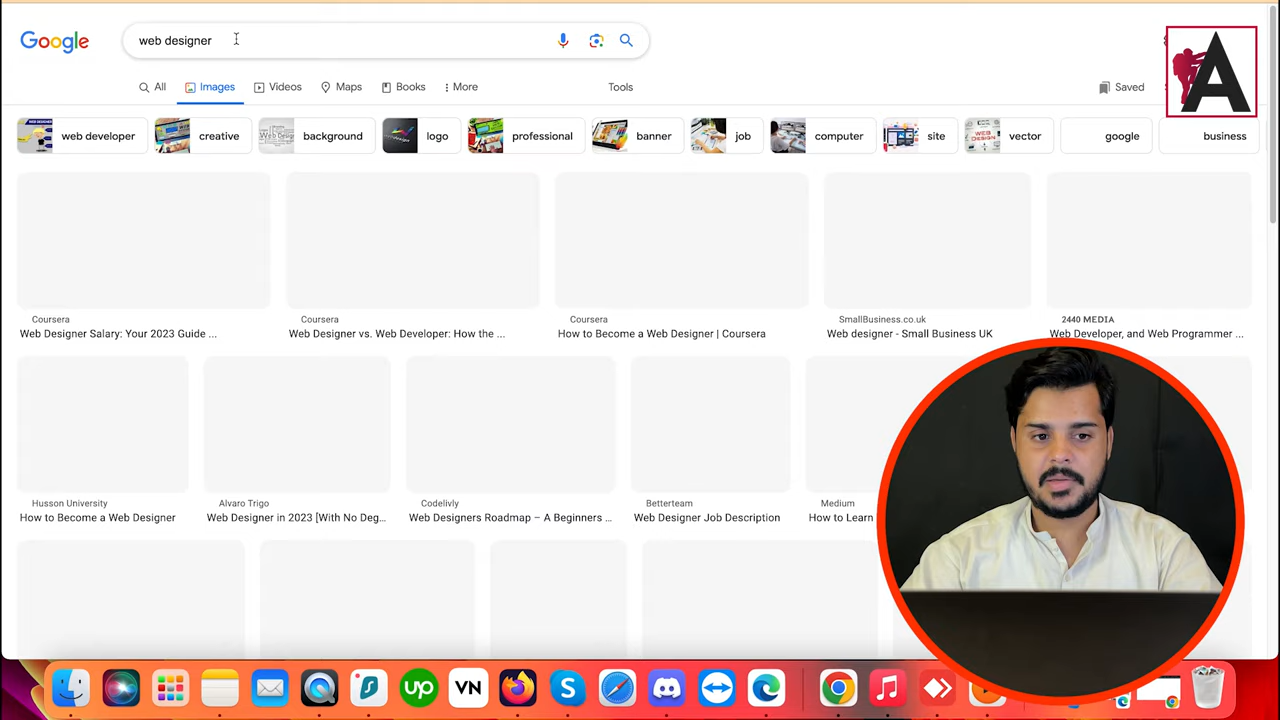 Google
web designer
All
Images
Videos
Maps
Books
More
Tools
Saved
A
web developer
creative
background
logo
professional
banner
job
computer
site
vector
google
business
Coursera
Web Designer Salary: Your 2023 Guide ...
Coursera
Web Designer vs. Web Developer: How the ...
Coursera
How to Become a Web Designer | Coursera
SmallBusiness.co.uk
Web designer - Small Business UK
2440 MEDIA
Web Developer, and Web Programmer ...
Husson University
How to Become a Web Designer
Alvaro Trigo
Web Designer in 2023 [With No Deg...
Codelivly
Web Designers Roadmap – A Beginners ...
Betterteam
Web Designer Job Description
Medium
How to Learn
up
VN